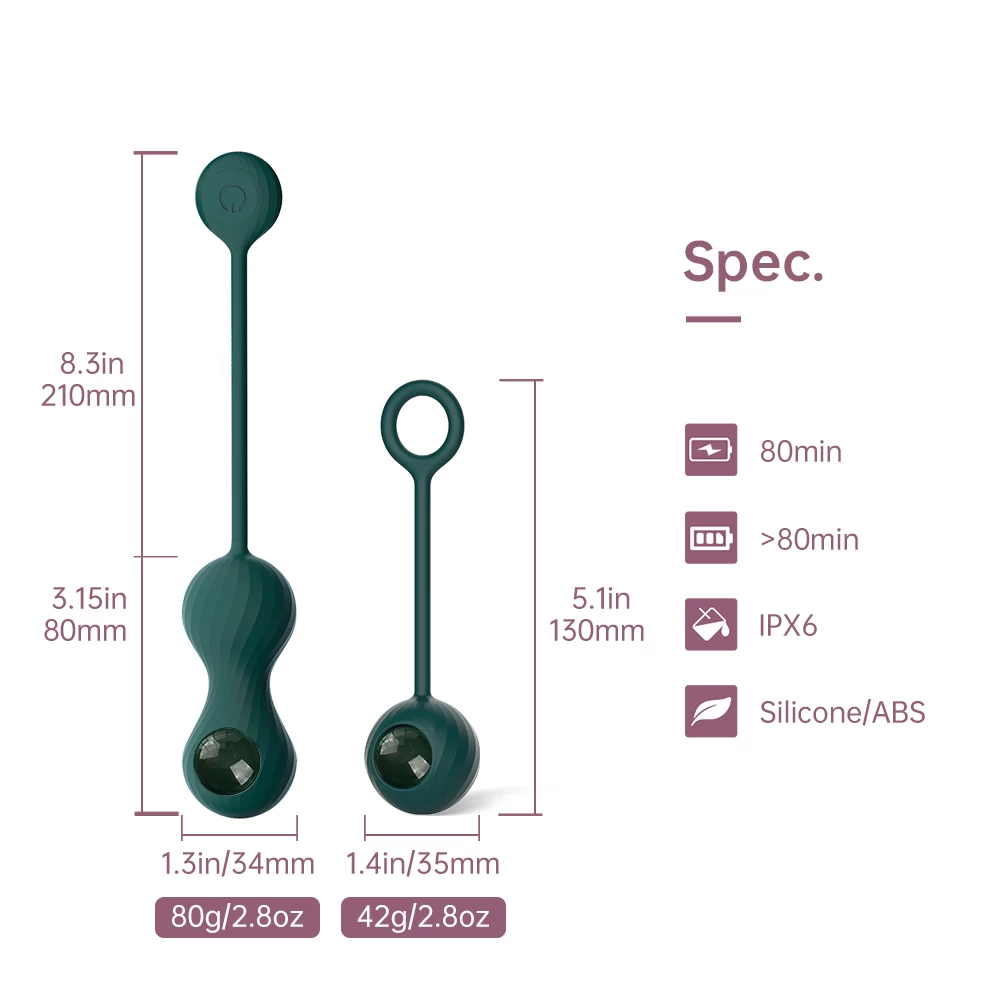 Spec.
8.3in
210mm
80min
>80min
3.15in
80mm
5.1in
130mm
IPX6
Silicone/ABS
1.3in/34mm
1.4in/35mm
80g/2.8oz
42g/2.8oz